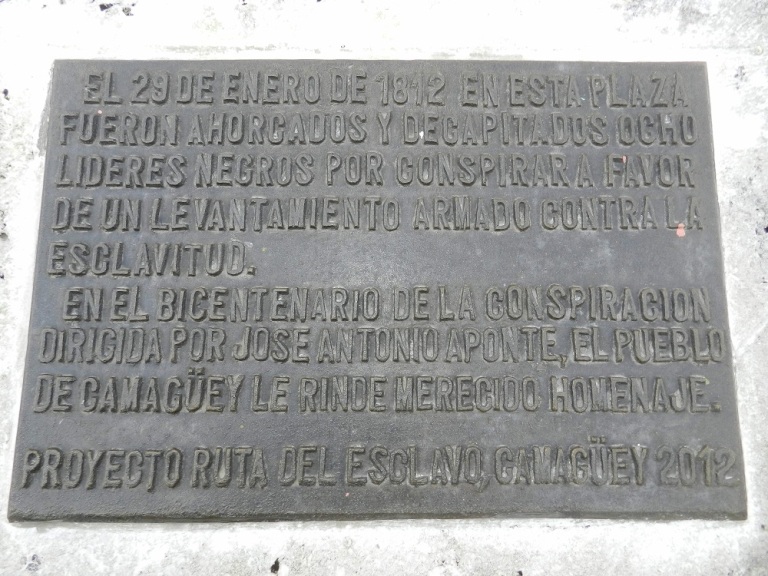 EL 29 DE ENERO DE 1812 EN ESTA PLAZA
FUERON AHORCADOS Y DECAPITADOS OCHO
LIDERES NEGROS POR CONSPIRAR A FAVOR
DE UN LEVANTAMIENTO ARMADO CONTRA LA
ESCLAVITUD.
EN EL BICENTENARIO DE LA CONSPIRACION
DIRIGIDA POR JOSE ANTONIO APONTE, EL PUEBLO
DE CAMAGÜEY LE RINDE MERECIDO HOMENAJE.
PROYECTO RUTA DEL ESCLAVO, CAMAGÜEY 2012